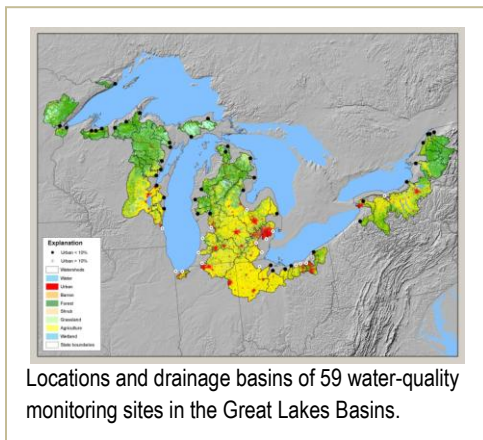 Explanation
Urban < 10%
Urban > 10%
Watersheds
Water
Urban
Barren
Forest
Shrub
Grassland
Agriculture
Wetland
State boundaries
Locations and drainage basins of 59 water-quality
monitoring sites in the Great Lakes Basins.